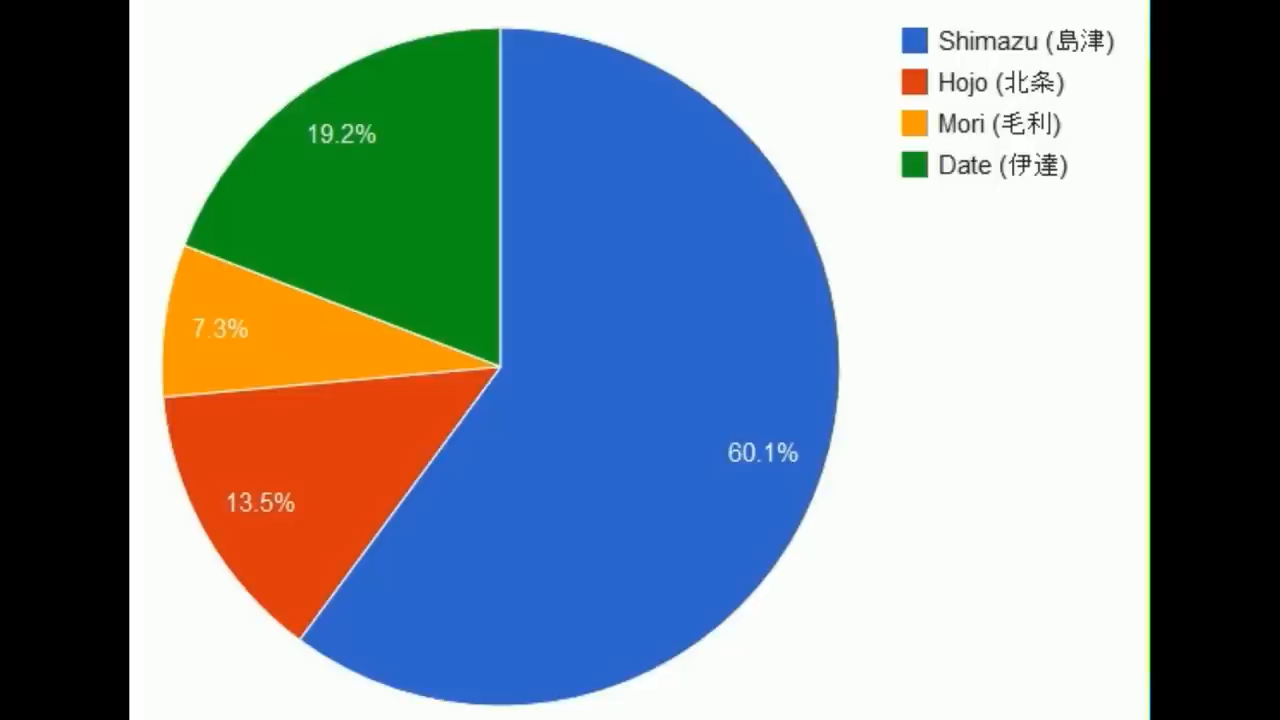 Shimazu (島津)
Hojo (北条)
Mori (毛利)
Date (伊達)
19.2%
7.3%
60.1%
13.5%